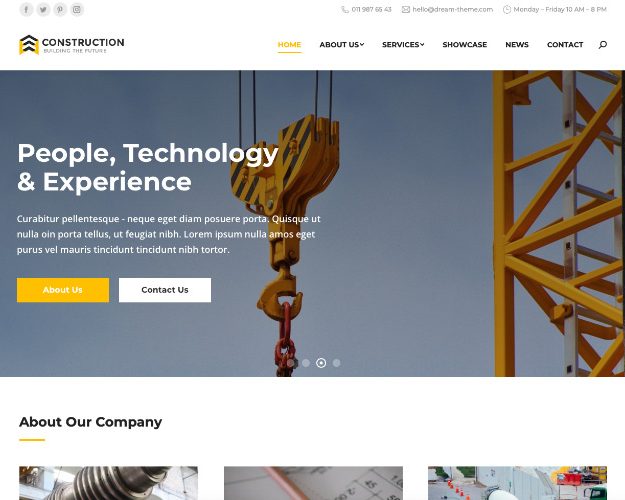 011 987 65 43 hello@dream-theme.com Monday – Friday 10 AM – 8 PM
CONSTRUCTION
BUILDING THE FUTURE
HOME ABOUT US SERVICES SHOWCASE NEWS CONTACT
People, Technology
& Experience
Curabitur pellentesque - neque eget diam posuere porta. Quisque ut
nulla oin porta tellus, ut feugiat nibh. Lorem ipsum nulla amos eget
purus vel mauris tincidunt tincidunt nibh tortor.
About Us Contact Us
About Our Company